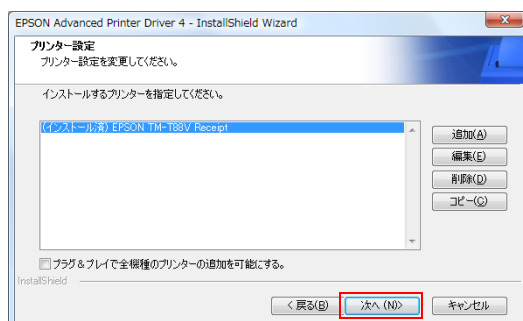 EPSON Advanced Printer Driver 4 - InstallShield Wizard
プリンター設定
プリンター設定を変更してください。
インストールするプリンターを指定してください。
(インストール済) EPSON TM-T88V Receipt
追加(A)
編集(E)
削除(D)
コピー(C)
プラグ&プレイで全機種のプリンターの追加を可能にする。
InstallShield
< 戻る(B)
次へ (N)>
キャンセル